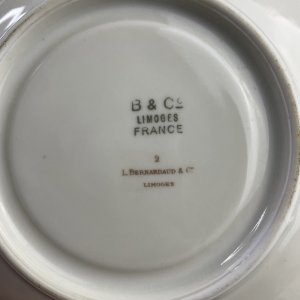 B & Co
LIMOGES
FRANCE
2
L. BERNARDAUD & Cie
LIMOGES